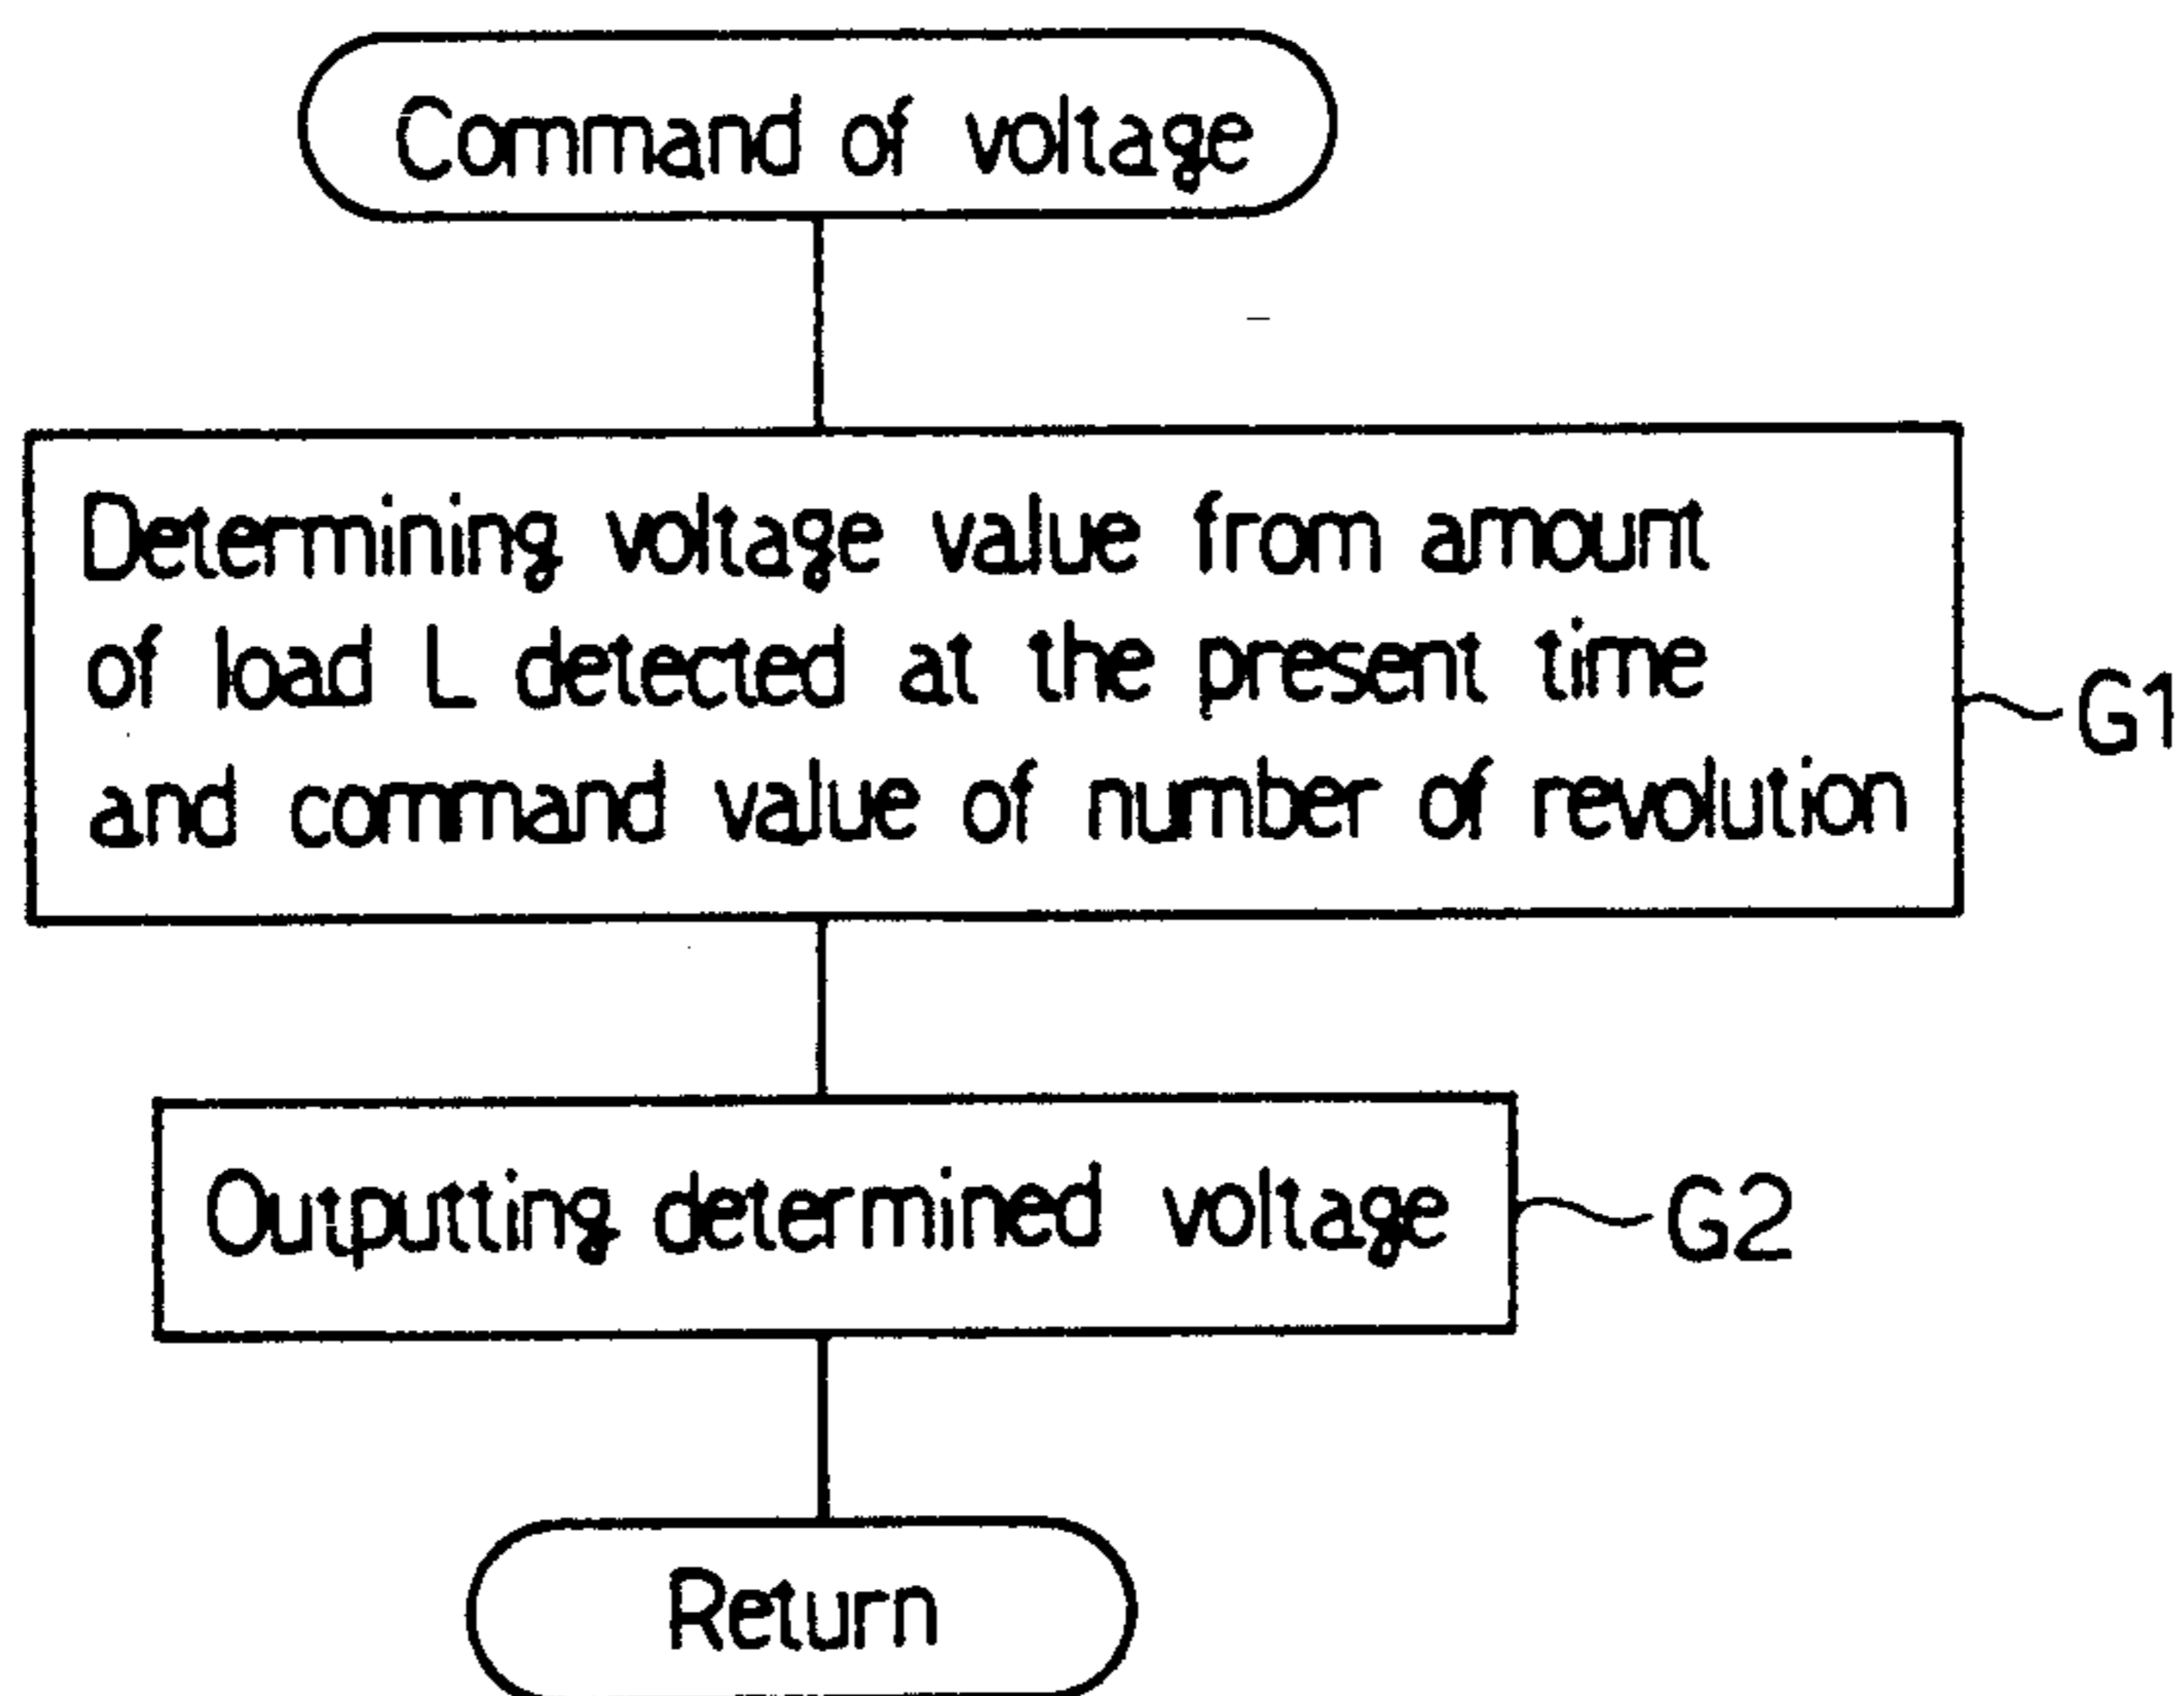 Command of voltage
Determining voltage value from amount
of load L detected at the present time
and command value of number of revolution
G1
Outputting determined voltage
G2
Return